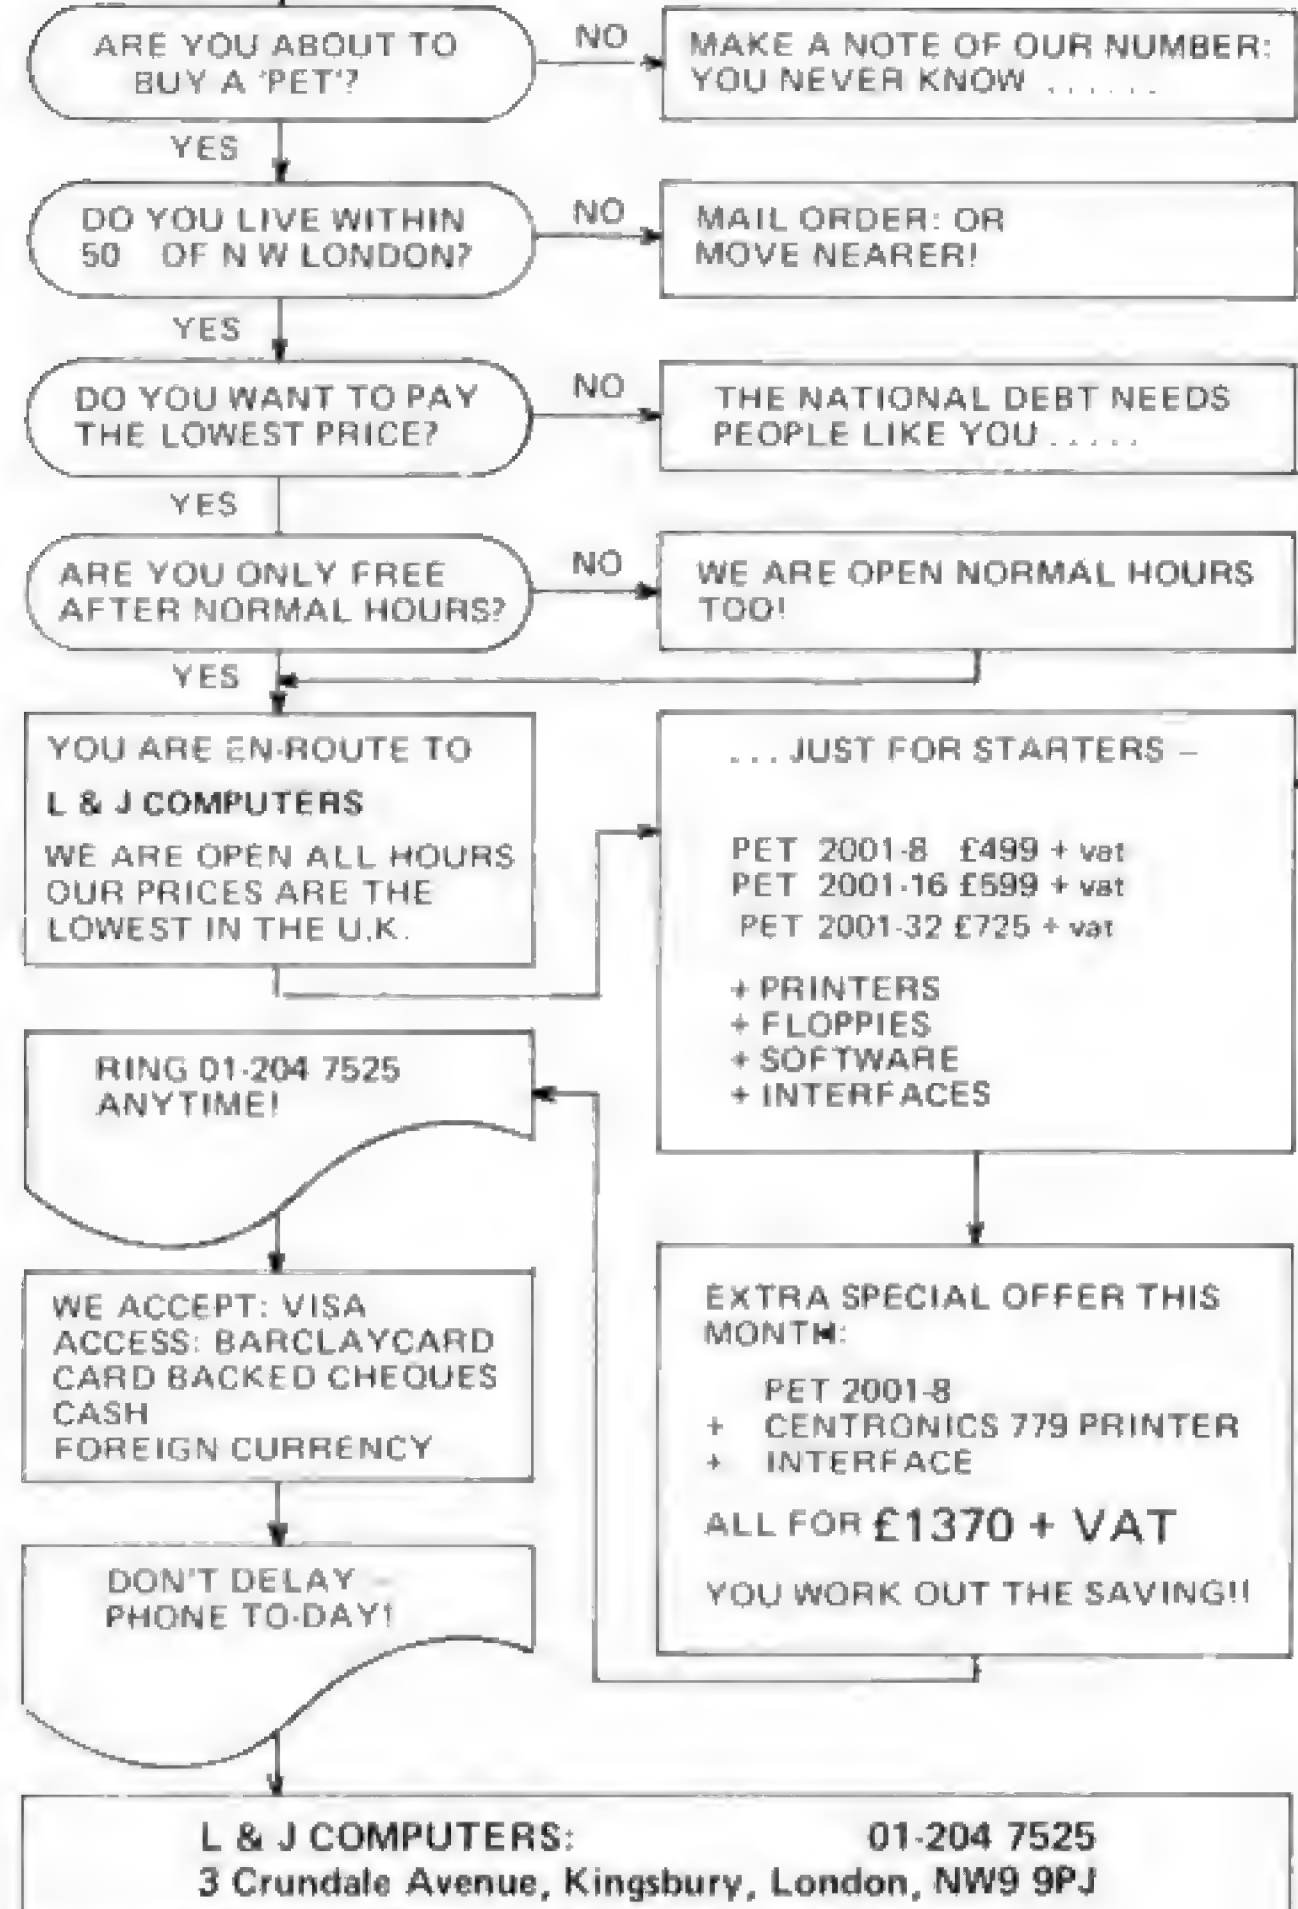 ARE YOU ABOUT TO
BUY A 'PET'?
NO
MAKE A NOTE OF OUR NUMBER:
YOU NEVER KNOW ......
YES
DO YOU LIVE WITHIN
50 OF N W LONDON?
NO
MAIL ORDER: OR
MOVE NEARER!
YES
DO YOU WANT TO PAY
THE LOWEST PRICE?
NO
THE NATIONAL DEBT NEEDS
PEOPLE LIKE YOU .....
YES
ARE YOU ONLY FREE
AFTER NORMAL HOURS?
NO
WE ARE OPEN NORMAL HOURS
TOO!
YES
YOU ARE EN-ROUTE TO
L & J COMPUTERS
WE ARE OPEN ALL HOURS
OUR PRICES ARE THE
LOWEST IN THE U.K.
... JUST FOR STARTERS –
PET 2001-8 £499 + vat
PET 2001-16 £599 + vat
PET 2001-32 £725 + vat
+ PRINTERS
+ FLOPPIES
+ SOFTWARE
+ INTERFACES
EXTRA SPECIAL OFFER THIS
MONTH:
PET 2001-8
+ CENTRONICS 779 PRINTER
+ INTERFACE
ALL FOR £1370 + VAT
YOU WORK OUT THE SAVING!!
RING 01-204 7525
ANYTIME!
WE ACCEPT: VISA
ACCESS: BARCLAYCARD
CARD BACKED CHEQUES
CASH
FOREIGN CURRENCY
DON'T DELAY –
PHONE TO-DAY!
L & J COMPUTERS: 01-204 7525
3 Crundale Avenue, Kingsbury, London, NW9 9PJ